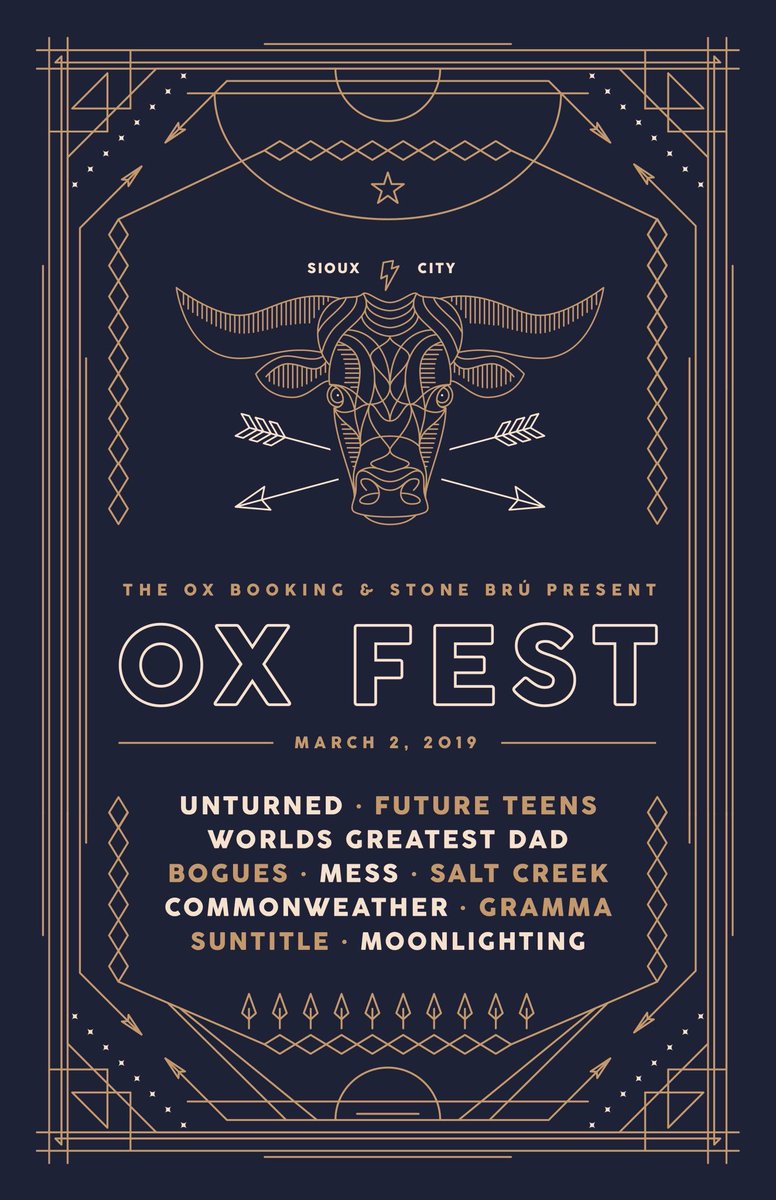 SIOUX CITY
THE OX BOOKING & STONE BRÚ PRESENT
OX FEST
MARCH 2, 2019
UNTURNED · FUTURE TEENS
WORLDS GREATEST DAD
BOGUES · MESS · SALT CREEK
COMMONWEATHER · GRAMMA
SUNTITLE · MOONLIGHTING